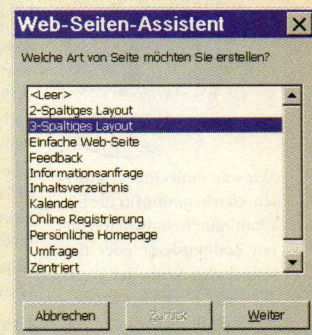 Web-Seiten-Assistent
Welche Art von Seite möchten Sie erstellen?
<Leer>
2-Spaltiges Layout
3-Spaltiges Layout
Einfache Web-Seite
Feedback
Informationsanfrage
Inhaltsverzeichnis
Kalender
Online Registrierung
Persönliche Homepage
Umfrage
Zentriert
Abbrechen
Zurück
Weiter